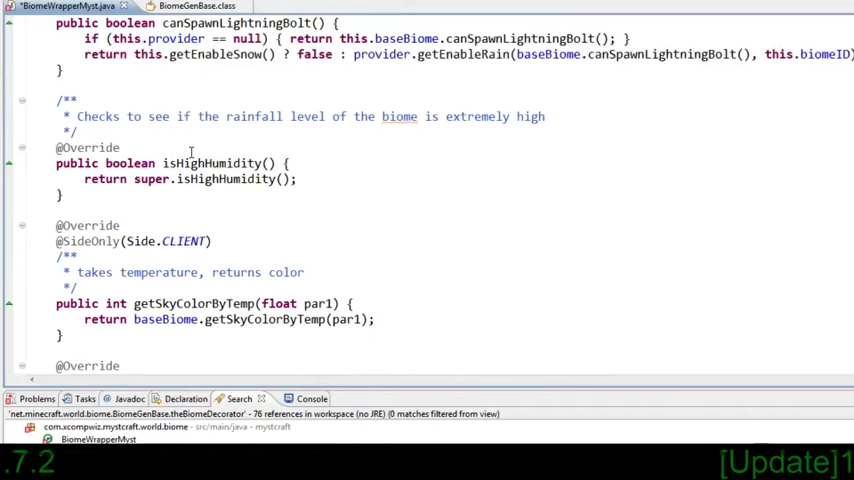 *BiomeWrapperMyst.java BiomeGenBase.class
public boolean canSpawnLightningBolt() {
if (this.provider == null) { return this.baseBiome.canSpawnLightningBolt(); }
return this.getEnableSnow() ? false : provider.getEnableRain(baseBiome.canSpawnLightningBolt(), this.biomeID)
}
/**
* Checks to see if the rainfall level of the biome is extremely high
*/
@Override
public boolean isHighHumidity() {
return super.isHighHumidity();
}
@Override
@SideOnly(Side.CLIENT)
/**
* takes temperature, returns color
*/
public int getSkyColorByTemp(float par1) {
return baseBiome.getSkyColorByTemp(par1);
}
@Override
Problems Tasks Javadoc Declaration Search Console
'net.minecraft.world.biome.BiomeGenBase.theBiomeDecorator' - 76 references in workspace (no JRE) (0 matches filtered from view)
com.xcompwiz.mystcraft.world.biome - src/main/java - mystcraft
BiomeWrapperMyst
.7.2 [Update]1